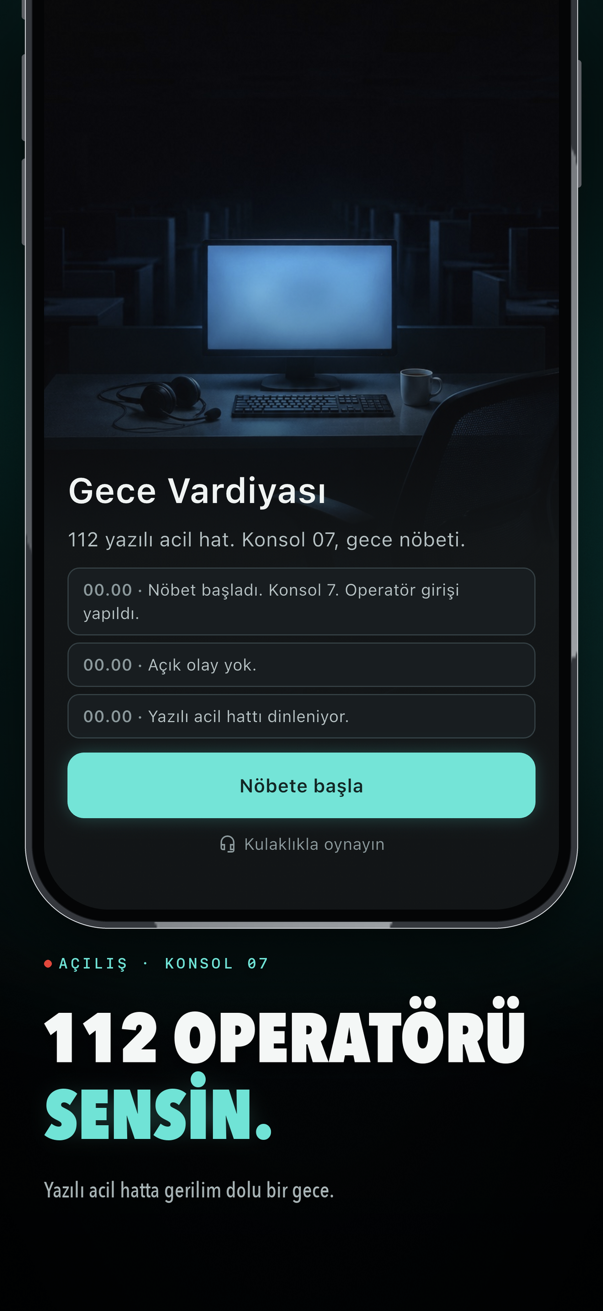 Gece Vardiyası
112 yazılı acil hat. Konsol 07, gece nöbeti.
00.00 · Nöbet başladı. Konsol 7. Operatör girişi
yapıldı.
00.00 · Açık olay yok.
00.00 · Yazılı acil hattı dinleniyor.
Nöbete başla
Kulaklıkla oynayın
AÇILIŞ · KONSOL 07
112 OPERATÖRÜ
SENSİN.
Yazılı acil hatta gerilim dolu bir gece.